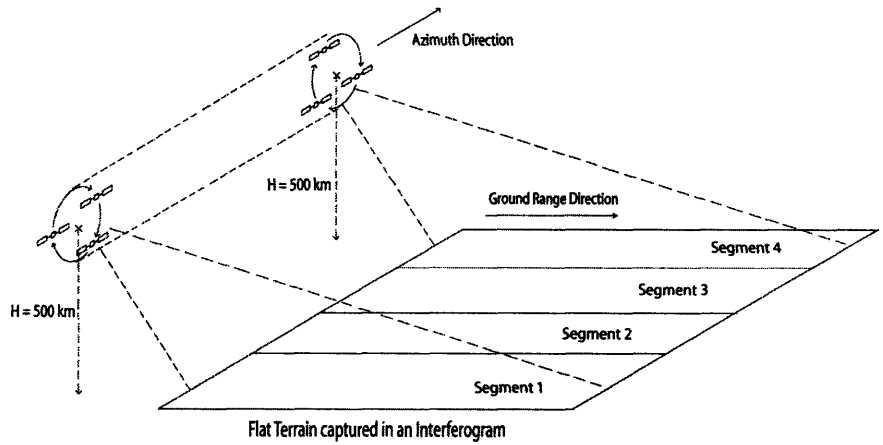 Azimuth Direction
H = 500 km
Ground Range Direction
Segment 4
Segment 3
H = 500 km
Segment 2
Segment 1
Flat Terrain captured in an Interferogram